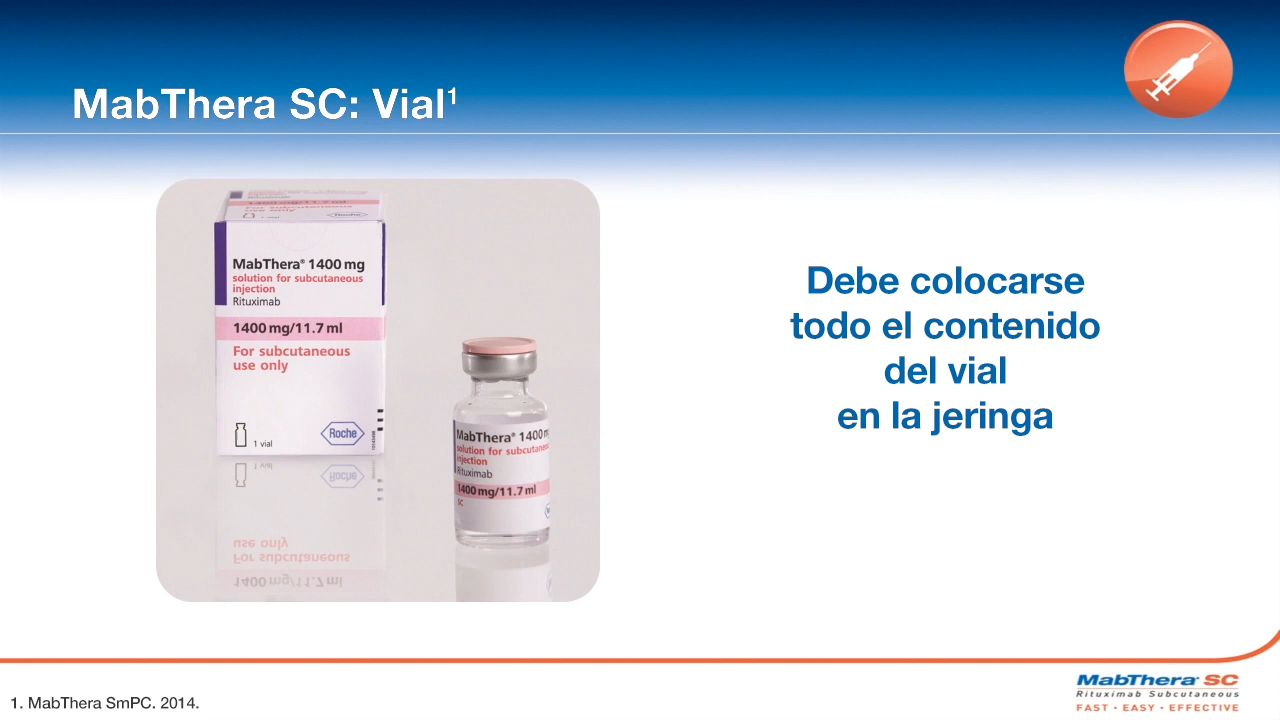 MabThera SC: Vial¹
MabThera® 1400 mg
solution for subcutaneous
injection
Rituximab
1400 mg/11.7 ml
For subcutaneous
use only
1 vial
Roche
MabThera® 1400
solution for subcutaneou
injection
Rituximab
1400 mg/11.7 ml
SC
Debe colocarse
todo el contenido
del vial
en la jeringa
1. MabThera SmPC. 2014.
MabThera® SC
Rituximab Subcutaneous
FAST • EASY • EFFECTIVE